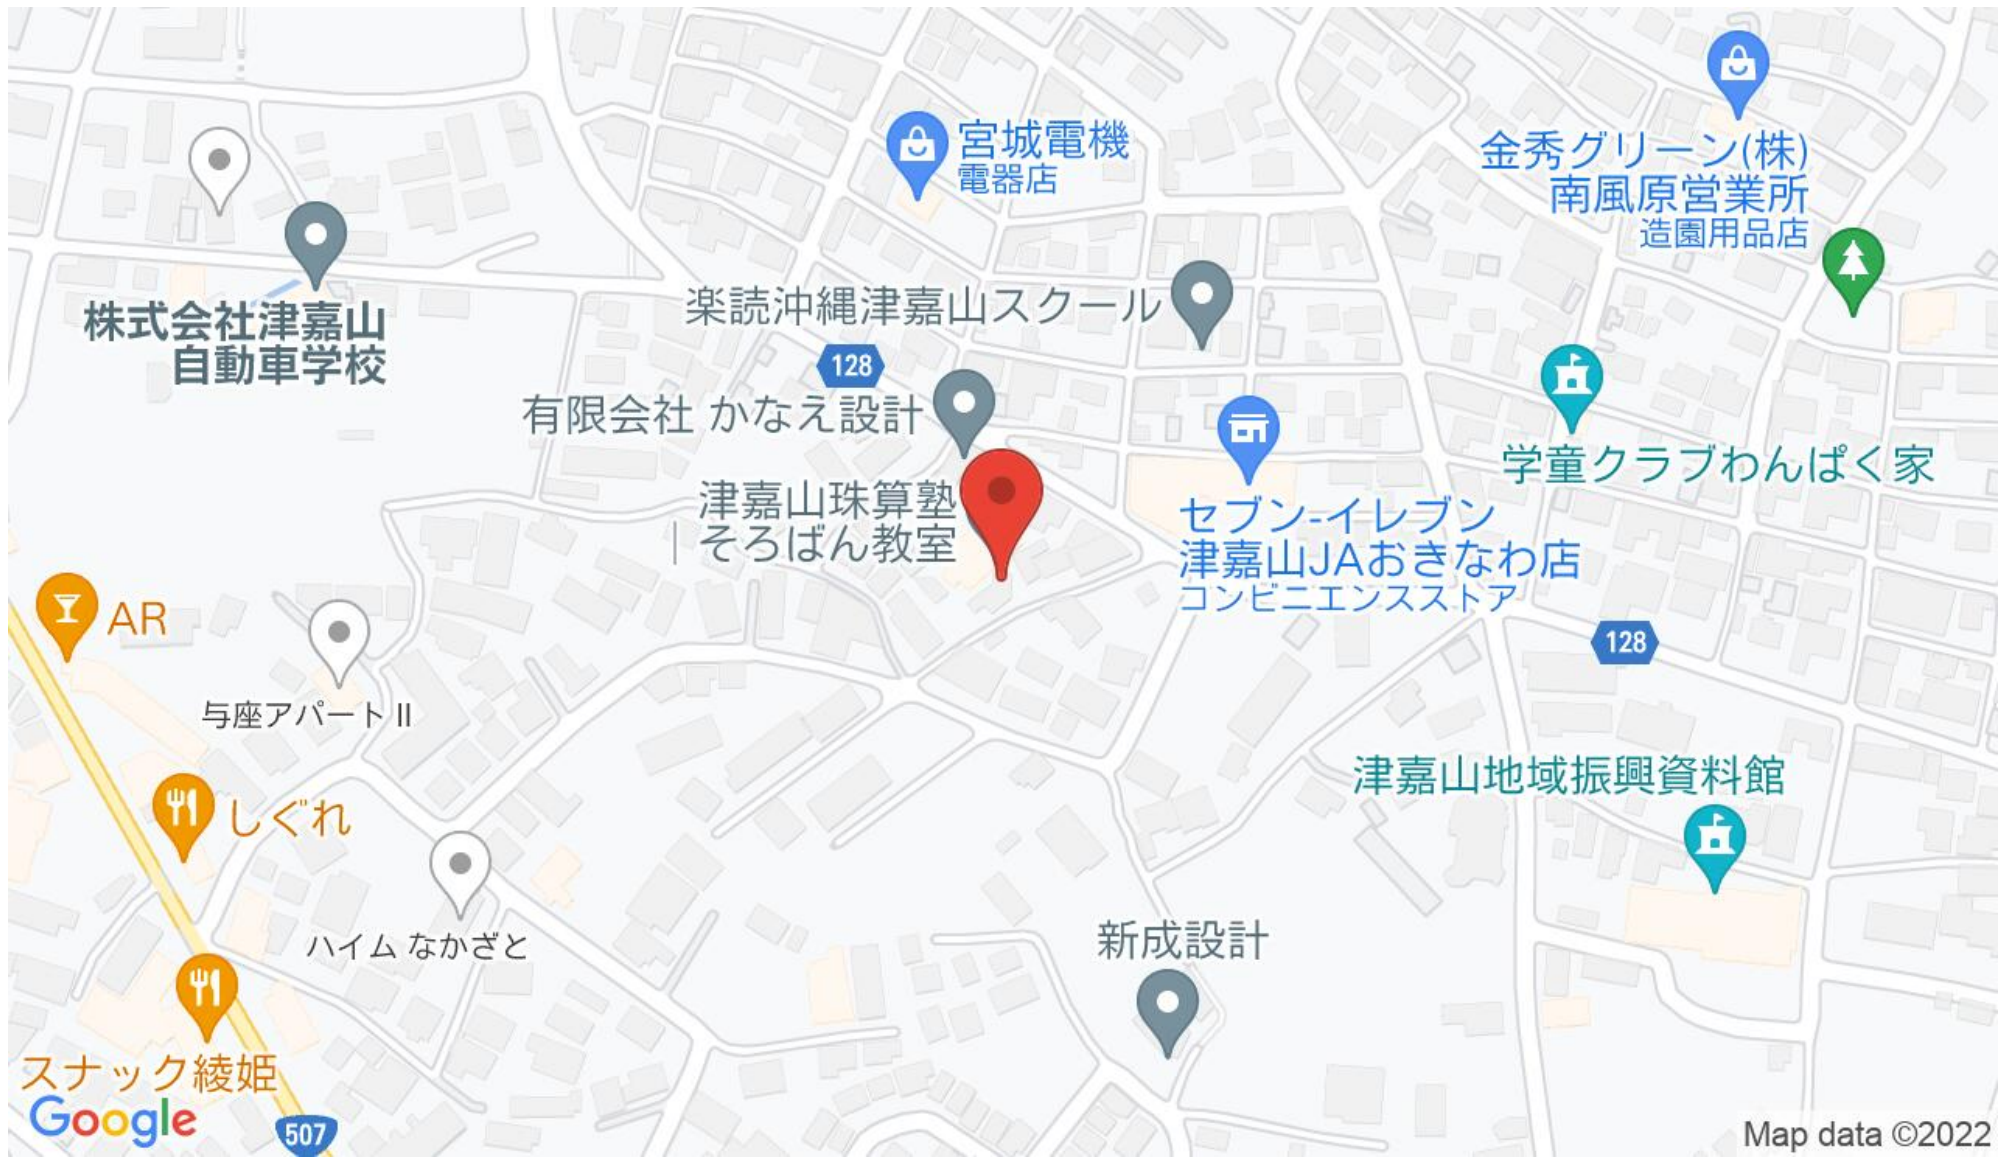 宮城電機
電器店
金秀グリーン(株)
南風原営業所
造園用品店
株式会社津嘉山
自動車学校
楽読沖縄津嘉山スクール
128
有限会社 かなえ設計
学童クラブわんぱく家
津嘉山珠算塾
｜そろばん教室
セブン-イレブン
津嘉山JAおきなわ店
コンビニエンスストア
AR
128
与座アパート II
津嘉山地域振興資料館
しぐれ
ハイム なかざと
新成設計
スナック綾姫
Google
507
Map data ©2022